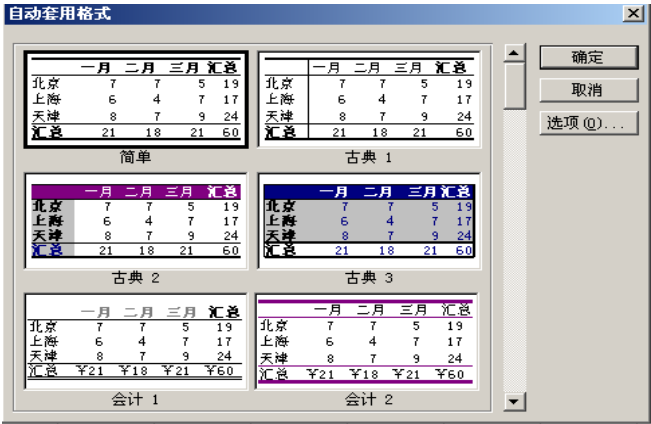 自动套用格式
一月 二月 三月 汇总
北京 7 7 5 19
上海 6 4 7 17
天津 8 7 9 24
汇总 21 18 21 60
简单
一月 二月 三月 汇总
北京 7 7 5 19
上海 6 4 7 17
天津 8 7 9 24
汇总 21 18 21 60
古典 1
一月 二月 三月 汇总
北京 7 7 5 19
上海 6 4 7 17
天津 8 7 9 24
汇总 21 18 21 60
古典 2
一月 二月 三月 汇总
北京 7 7 5 19
上海 6 4 7 17
天津 8 7 9 24
汇总 21 18 21 60
古典 3
一月 二月 三月 汇总
北京 7 7 5 19
上海 6 4 7 17
天津 8 7 9 24
汇总 ¥21 ¥18 ¥21 ¥60
会计 1
一月 二月 三月 汇总
北京 7 7 5 19
上海 6 4 7 17
天津 8 7 9 24
汇总 ¥21 ¥18 ¥21 ¥60
会计 2
确定
取消
选项(O)...